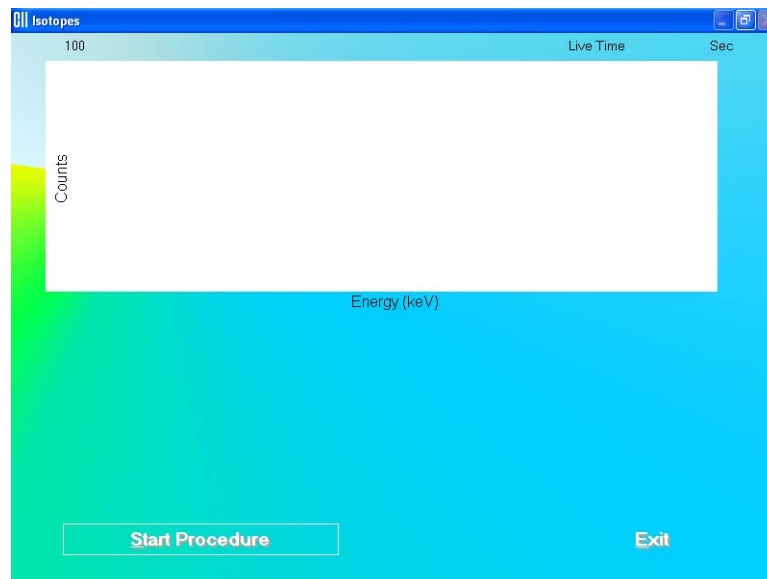 Isotopes
100 Live Time Sec
Counts
Energy (keV)
Start Procedure Exit